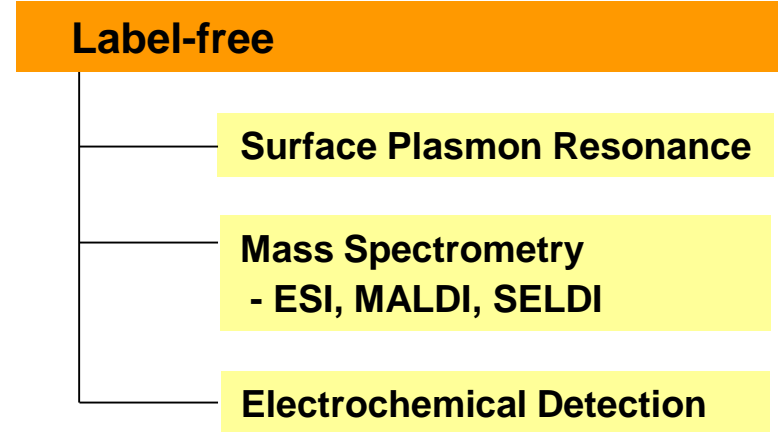 Label-free
Surface Plasmon Resonance
Mass Spectrometry
- ESI, MALDI, SELDI
Electrochemical Detection